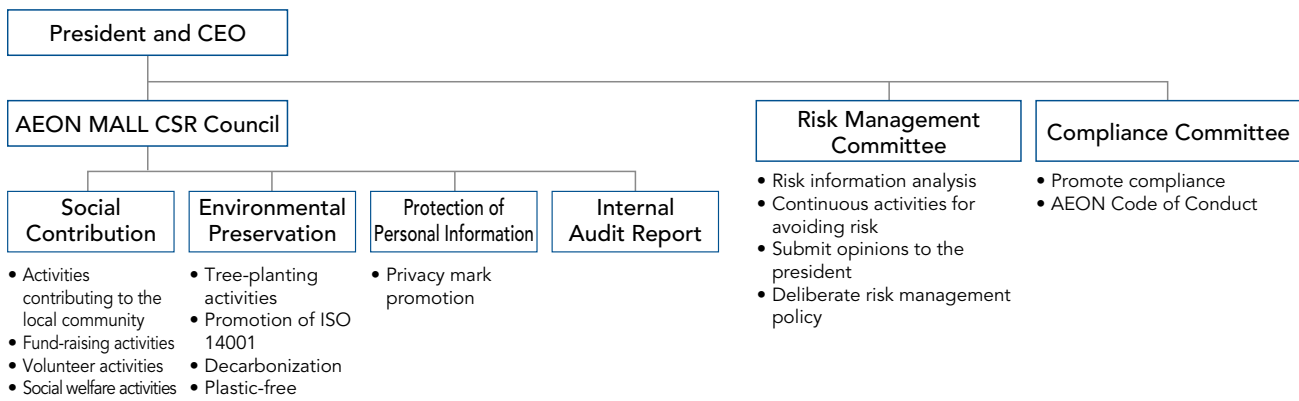 President and CEO
AEON MALL CSR Council
Risk Management
Committee
Compliance Committee
• Risk information analysis
• Continuous activities for
avoiding risk
• Submit opinions to the
president
• Deliberate risk management
policy
• Promote compliance
• AEON Code of Conduct
Social
Contribution
Environmental
Preservation
Protection of
Personal Information
Internal
Audit Report
• Activities
contributing to the
local community
• Fund-raising activities
• Volunteer activities
• Social welfare activities
• Tree-planting
activities
• Promotion of ISO
14001
• Decarbonization
• Plastic-free
• Privacy mark
promotion